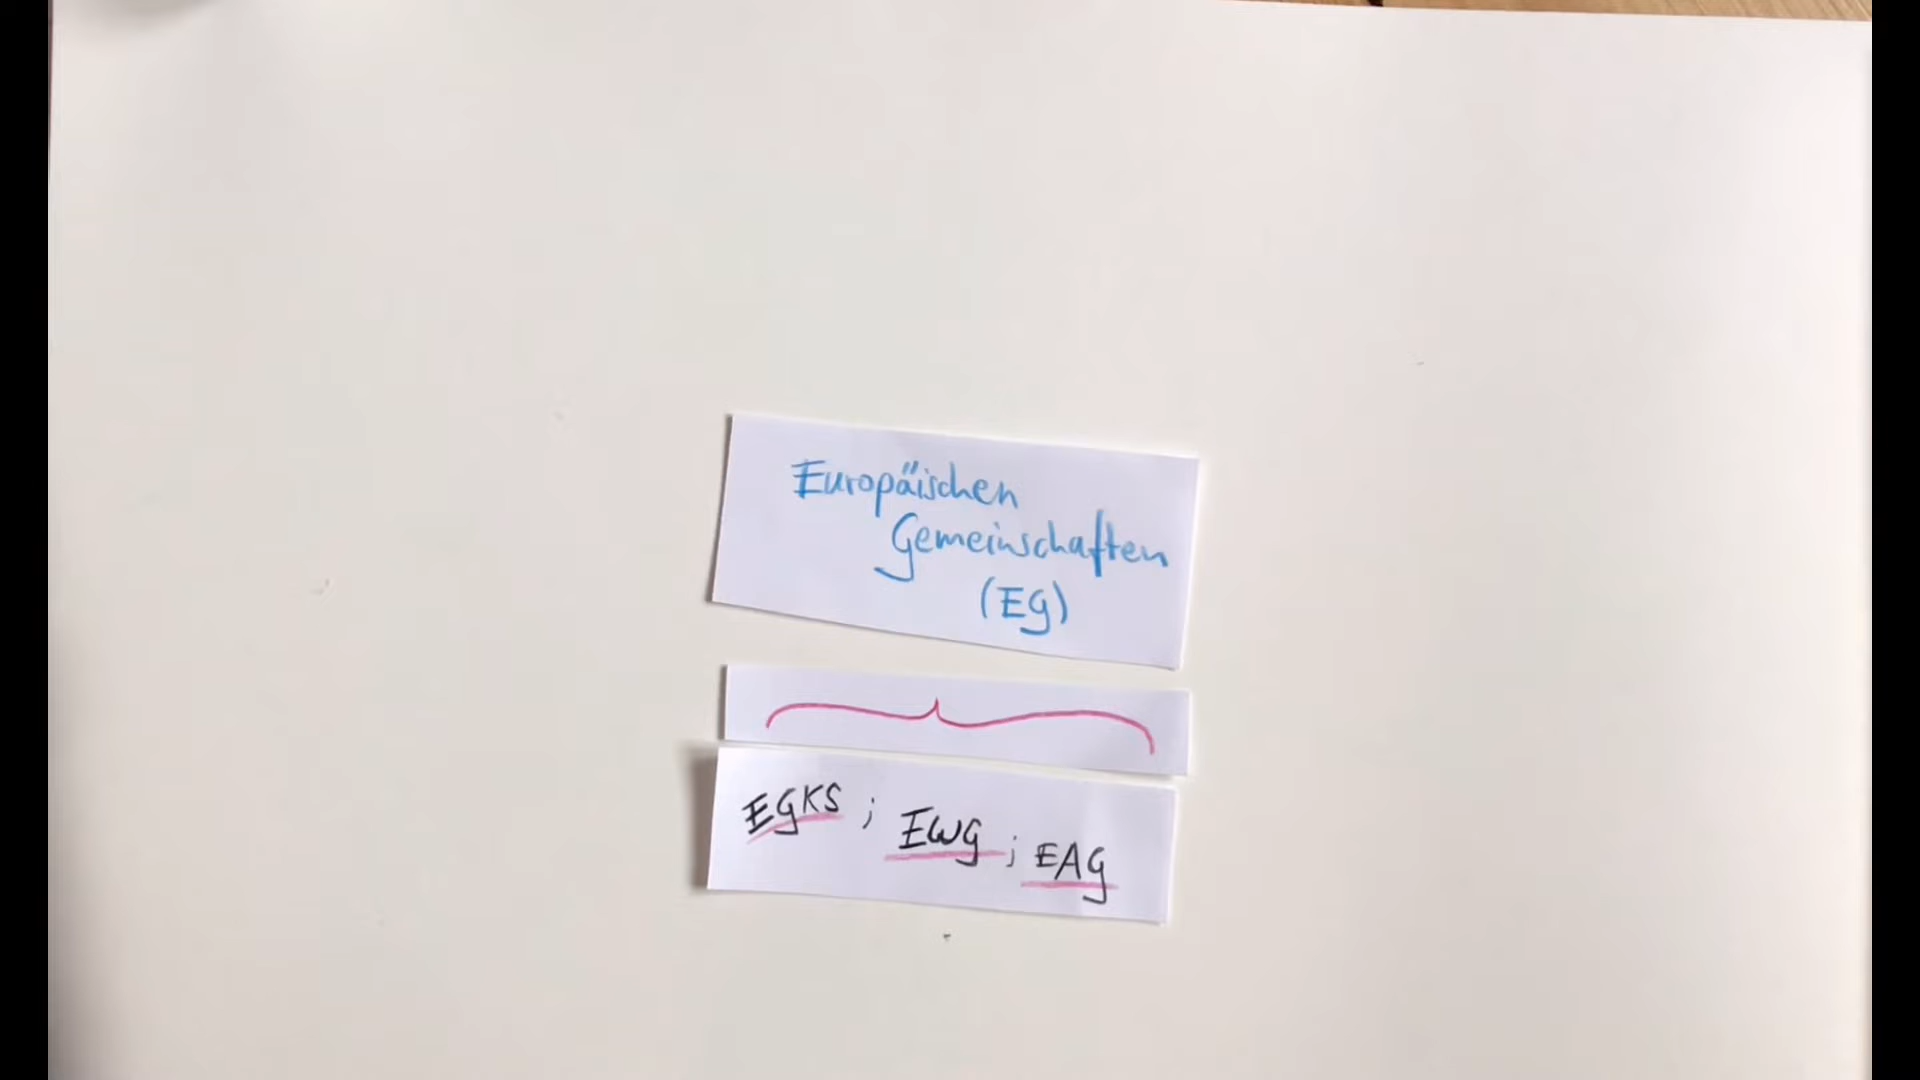 Europäischen
Gemeinschaften
(EG)
EGKS ; EWG ; EAG